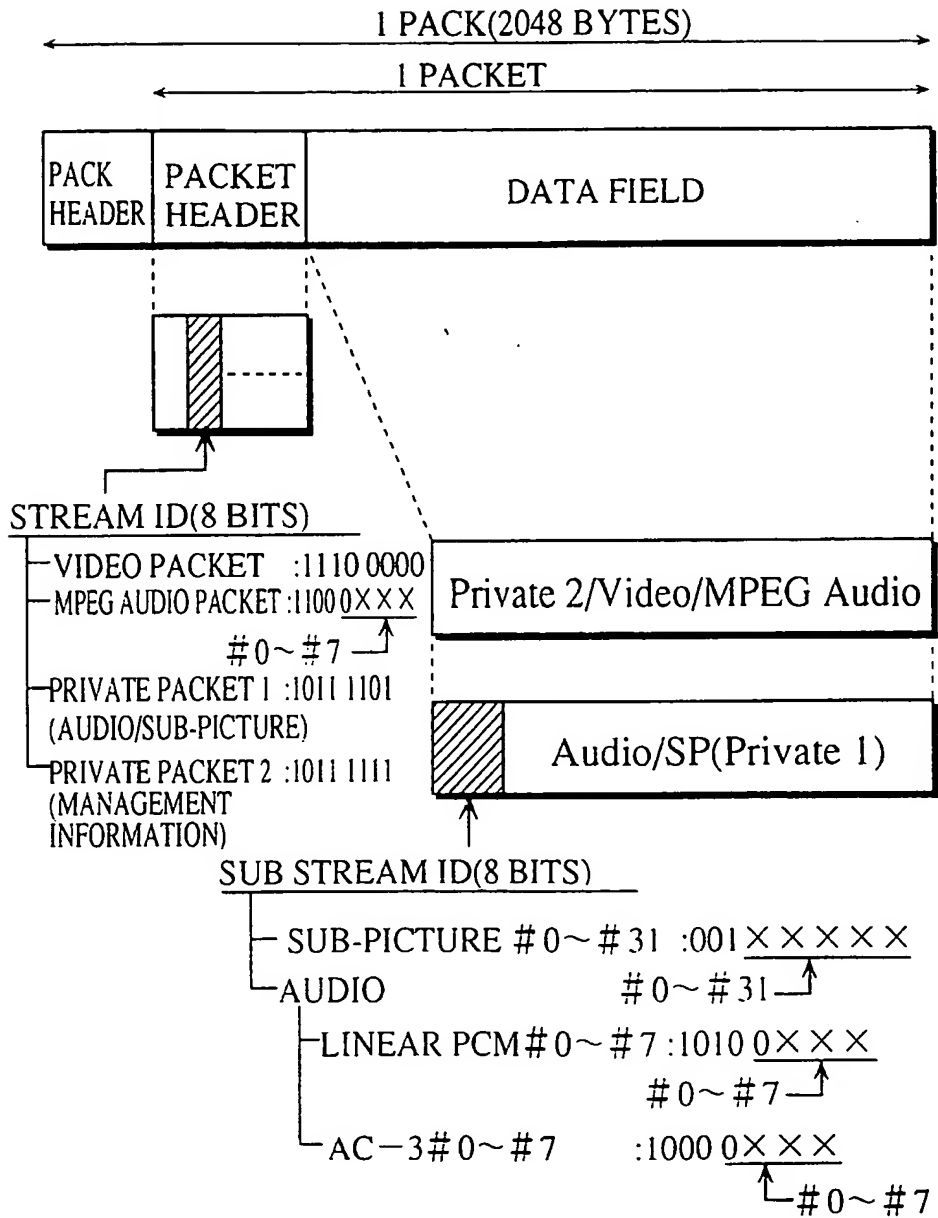 1 PACK(2048 BYTES)
1 PACKET
PACK
HEADER
PACKET
HEADER
DATA FIELD
STREAM ID(8 BITS)
VIDEO PACKET :1110 0000
MPEG AUDIO PACKET :1100 0×××
#0~#7
PRIVATE PACKET 1 :1011 1101
(AUDIO/SUB-PICTURE)
PRIVATE PACKET 2 :1011 1111
(MANAGEMENT
INFORMATION)
Private 2/Video/MPEG Audio
Audio/SP(Private 1)
SUB STREAM ID(8 BITS)
SUB-PICTURE #0~#31 :001×××××
#0~#31
AUDIO
LINEAR PCM#0~#7 :1010 0×××
#0~#7
AC-3#0~#7 :1000 0×××
#0~#7